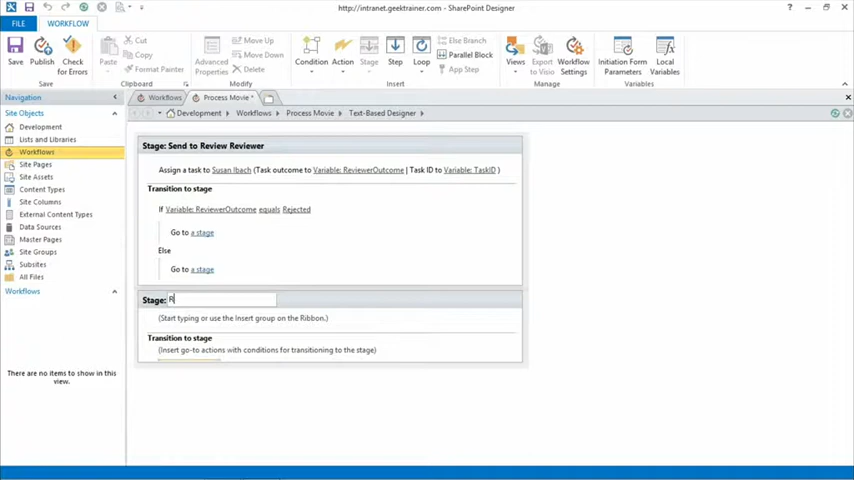 http://intranet.geektrainer.com - SharePoint Designer
FILE
WORKFLOW
Save
Publish
Check for Errors
Save
Paste
Cut
Copy
Format Painter
Clipboard
Advanced Properties
Move Up
Move Down
Delete
Modify
Condition
Action
Step
Loop
Else Branch
Parallel Block
App Step
Insert
Views
Export to Visio
Workflow Settings
Manage
Initiation Form Parameters
Local Variables
Variables
Navigation
Site Objects
Development
Lists and Libraries
Workflows
Site Pages
Site Assets
Content Types
Site Columns
External Content Types
Data Sources
Master Pages
Site Groups
Subsites
All Files
Workflows
There are no items to show in this view.
Workflows
Process Movie *
Development
Workflows
Process Movie
Text-Based Designer
Stage: Send to Review Reviewer
Assign a task to Susan Ibach (Task outcome to Variable: ReviewerOutcome | Task ID to Variable: TaskID )
Transition to stage
If Variable: ReviewerOutcome equals Rejected
Go to a stage
Else
Go to a stage
Stage: R
(Start typing or use the Insert group on the Ribbon.)
Transition to stage
(Insert go-to actions with conditions for transitioning to the stage)